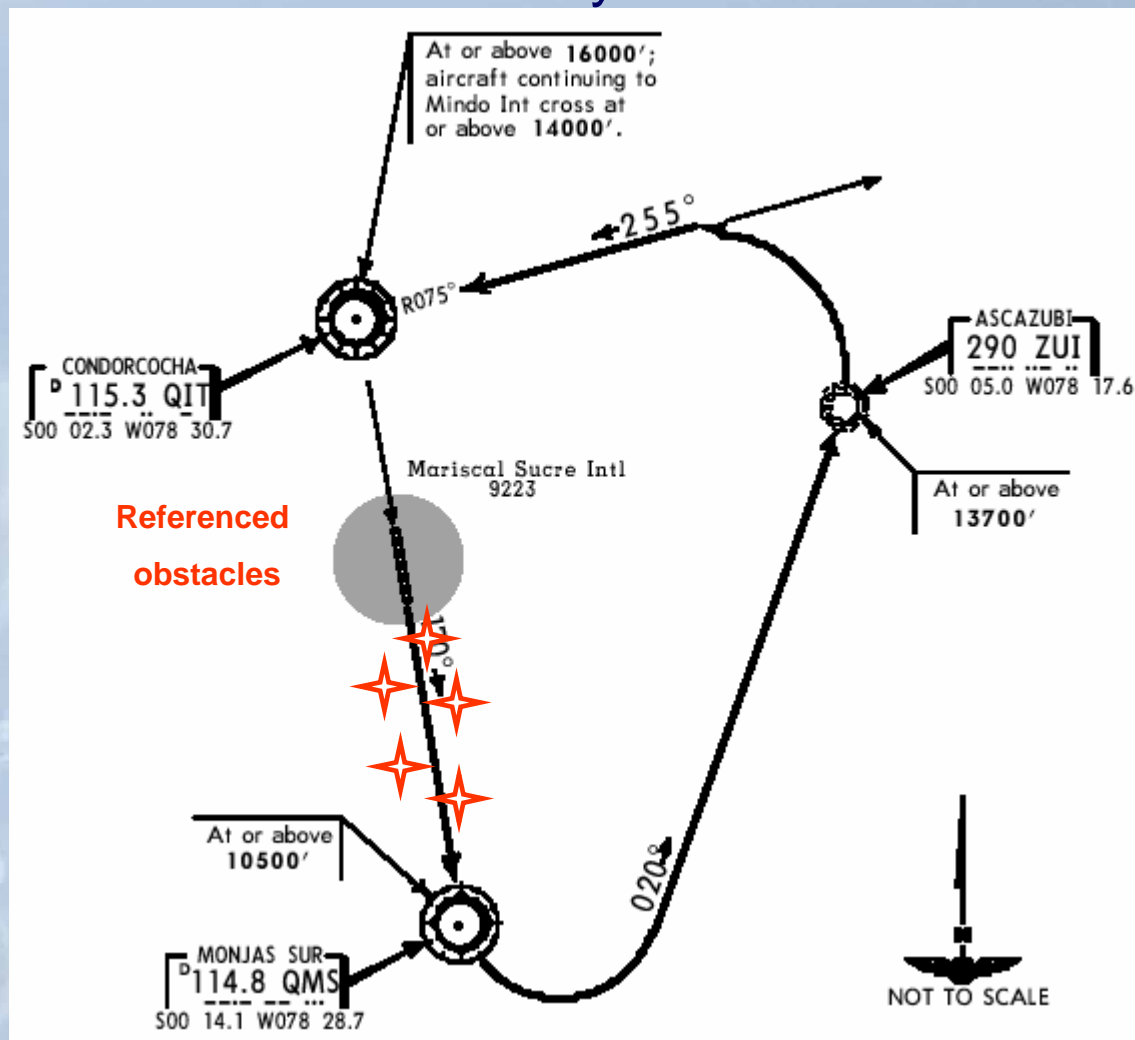 At or above 16000′;
aircraft continuing to
Mindo Int cross at
or above 14000′.
255°
R075°
ASCAZUBI
290 ZUI
S00 05.0 W078 17.6
CONDORCOCHA
D 115.3 QIT
S00 02.3 W078 30.7
Mariscal Sucre Intl
9223
At or above
13700′
Referenced
obstacles
170°
At or above
10500′
020°
MONJAS SUR
D 114.8 QMS
S00 14.1 W078 28.7
N
NOT TO SCALE